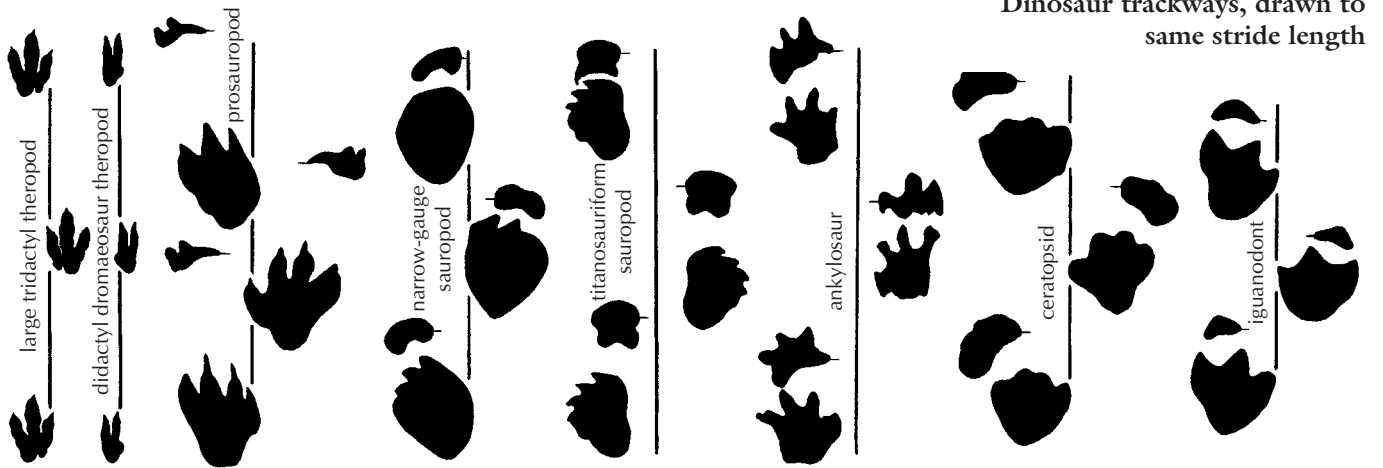 Dinosaur trackways, drawn to
same stride length
large tridactyl theropod
didactyl dromaeosaur theropod
prosauropod
narrow-gauge
sauropod
titanosauriform
sauropod
ankylosaur
ceratopsid
iguanodont